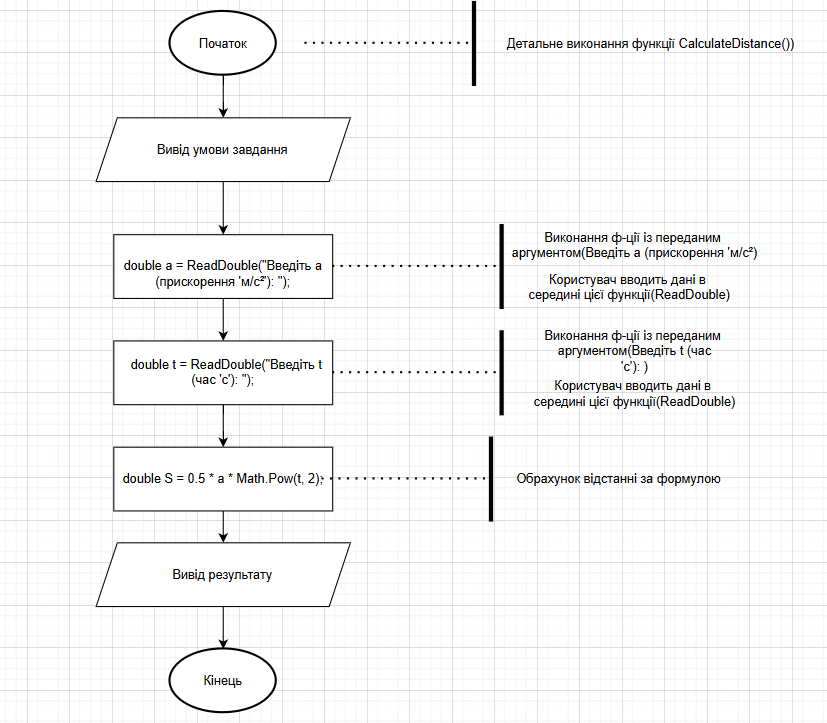 Початок
Детальне виконання функції CalculateDistance())
Вивід умови завдання
double a = ReadDouble("Введіть a
(прискорення 'м/с²'): ");
Виконання ф-ції із переданим
аргументом(Введіть a (прискорення 'м/с²)
Користувач вводить дані в
середині цієї функції(ReadDouble)
double t = ReadDouble("Введіть t
(час 'с'): ");
Виконання ф-ції із переданим
аргументом(Введіть t (час
'с'): )
Користувач вводить дані в
середині цієї функції(ReadDouble)
double S = 0.5 * a * Math.Pow(t, 2);
Обрахунок відстанні за формулою
Вивід результату
Кінець